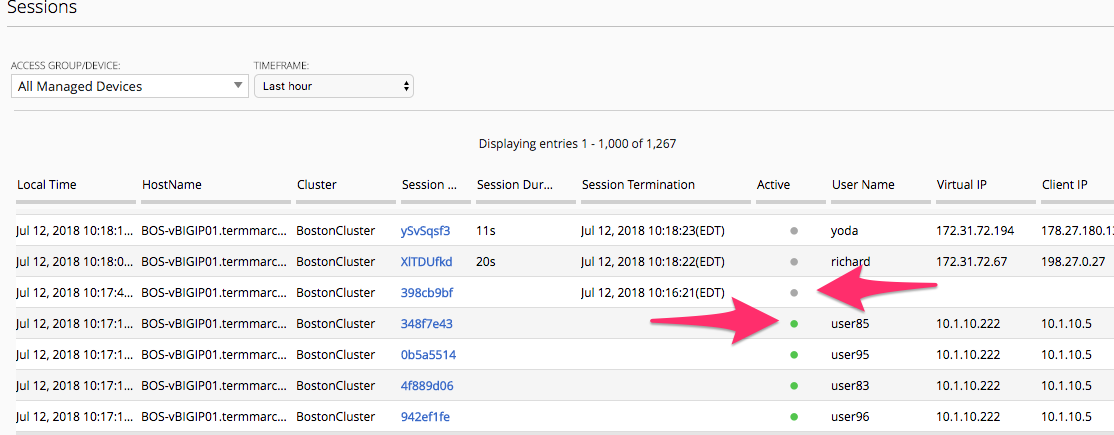 Sessions
ACCESS GROUP/DEVICE: TIMEFRAME:
All Managed Devices Last hour
Displaying entries 1 - 1,000 of 1,267
Local Time HostName Cluster Session ... Session Dur... Session Termination Active User Name Virtual IP Client IP
Jul 12, 2018 10:18:1... BOS-vBIGIP01.termmarc... BostonCluster ySvSqsf3 11s Jul 12, 2018 10:18:23(EDT) yoda 172.31.72.194 178.27.180.1
Jul 12, 2018 10:18:0... BOS-vBIGIP01.termmarc... BostonCluster XITDUfkd 20s Jul 12, 2018 10:18:22(EDT) richard 172.31.72.67 198.27.0.27
Jul 12, 2018 10:17:4... BOS-vBIGIP01.termmarc... BostonCluster 398cb9bf Jul 12, 2018 10:16:21(EDT)
Jul 12, 2018 10:17:1... BOS-vBIGIP01.termmarc... BostonCluster 348f7e43 user85 10.1.10.222 10.1.10.5
Jul 12, 2018 10:17:1... BOS-vBIGIP01.termmarc... BostonCluster 0b5a5514 user95 10.1.10.222 10.1.10.5
Jul 12, 2018 10:17:1... BOS-vBIGIP01.termmarc... BostonCluster 4f889d06 user83 10.1.10.222 10.1.10.5
Jul 12, 2018 10:17:1... BOS-vBIGIP01.termmarc... BostonCluster 942ef1fe user96 10.1.10.222 10.1.10.5